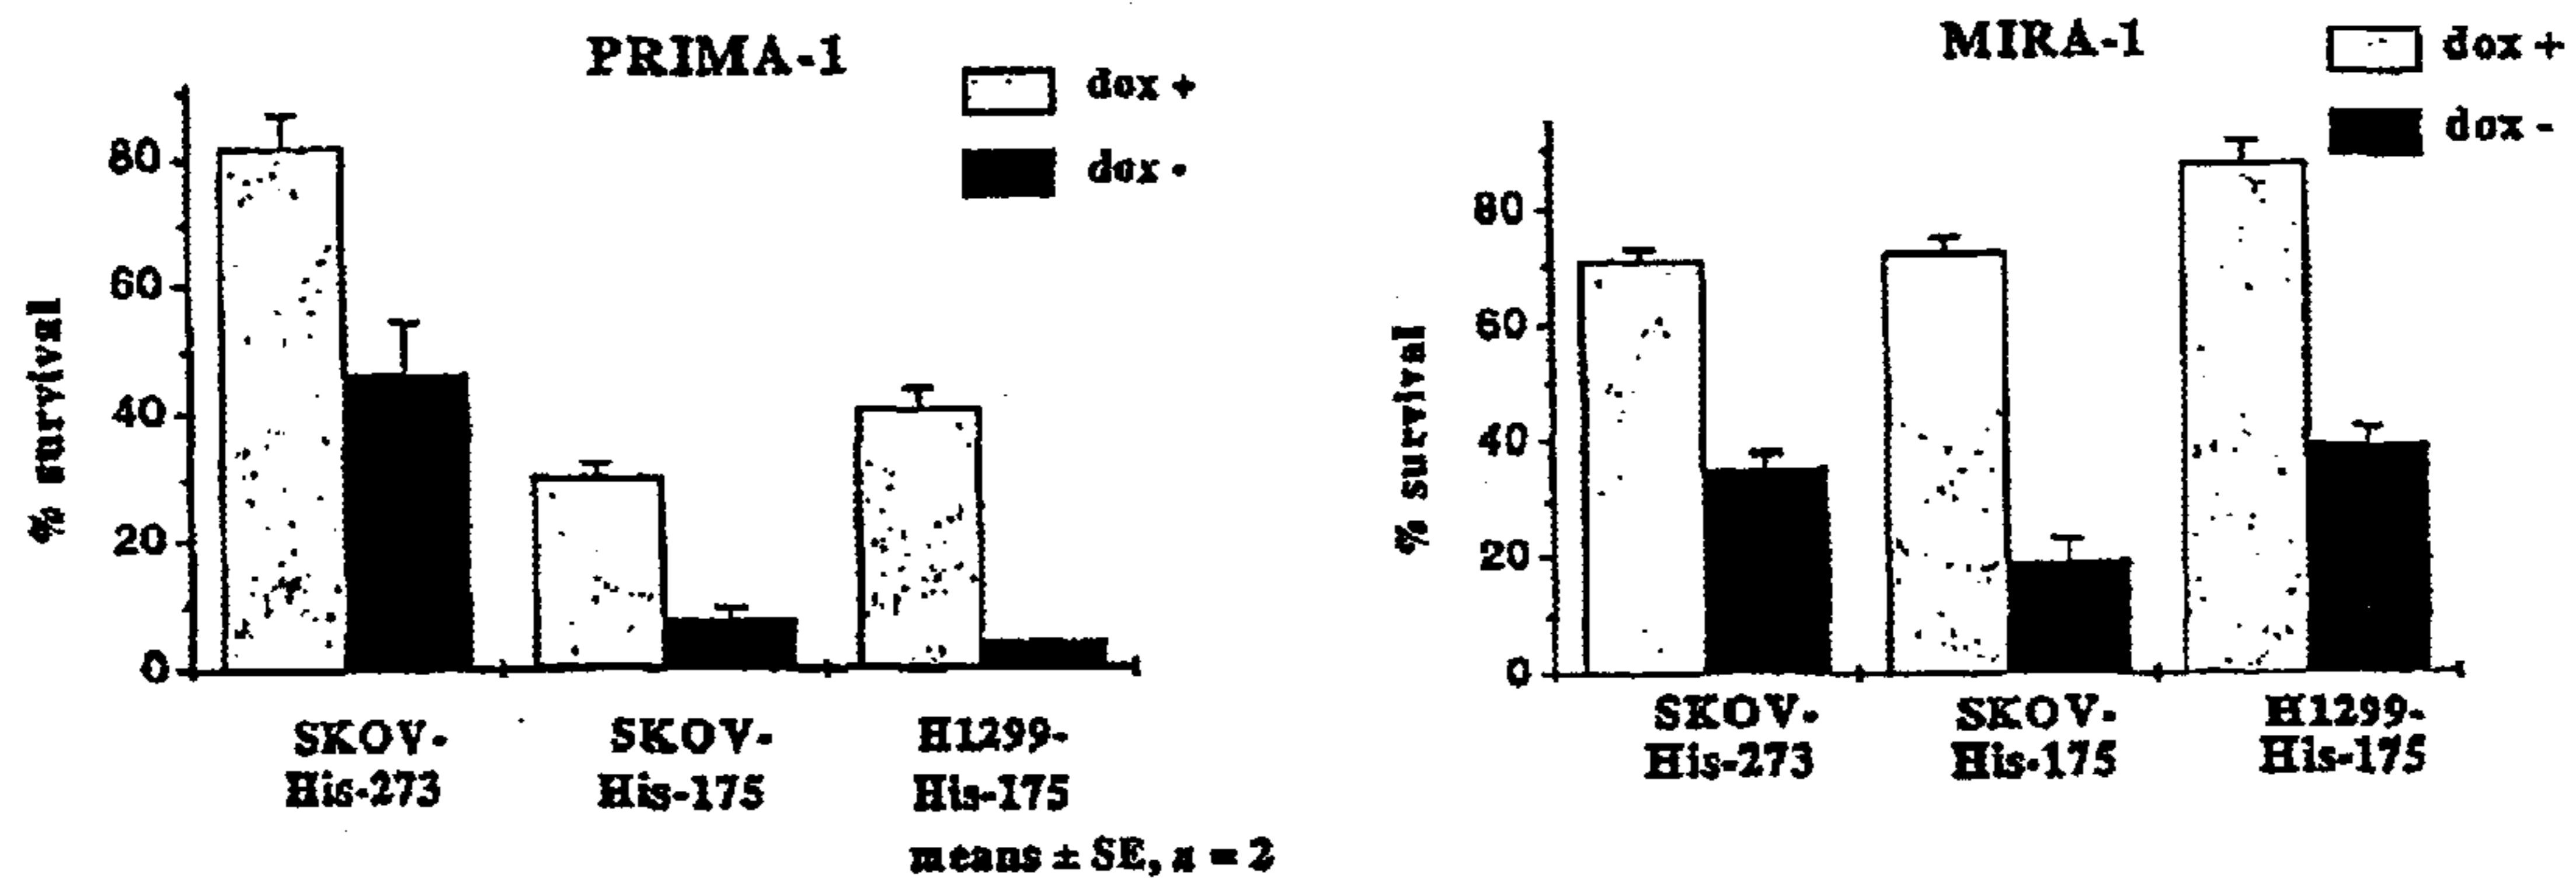 PRIMA-1
dox +
dox -
% survival
80
60
40
20
0
SKOV-
His-273
SKOV-
His-175
H1299-
His-175
means ± SE, n = 2
MIRA-1
dox +
dox -
% survival
80
60
40
20
0
SKOV-
His-273
SKOV-
His-175
H1299-
His-175